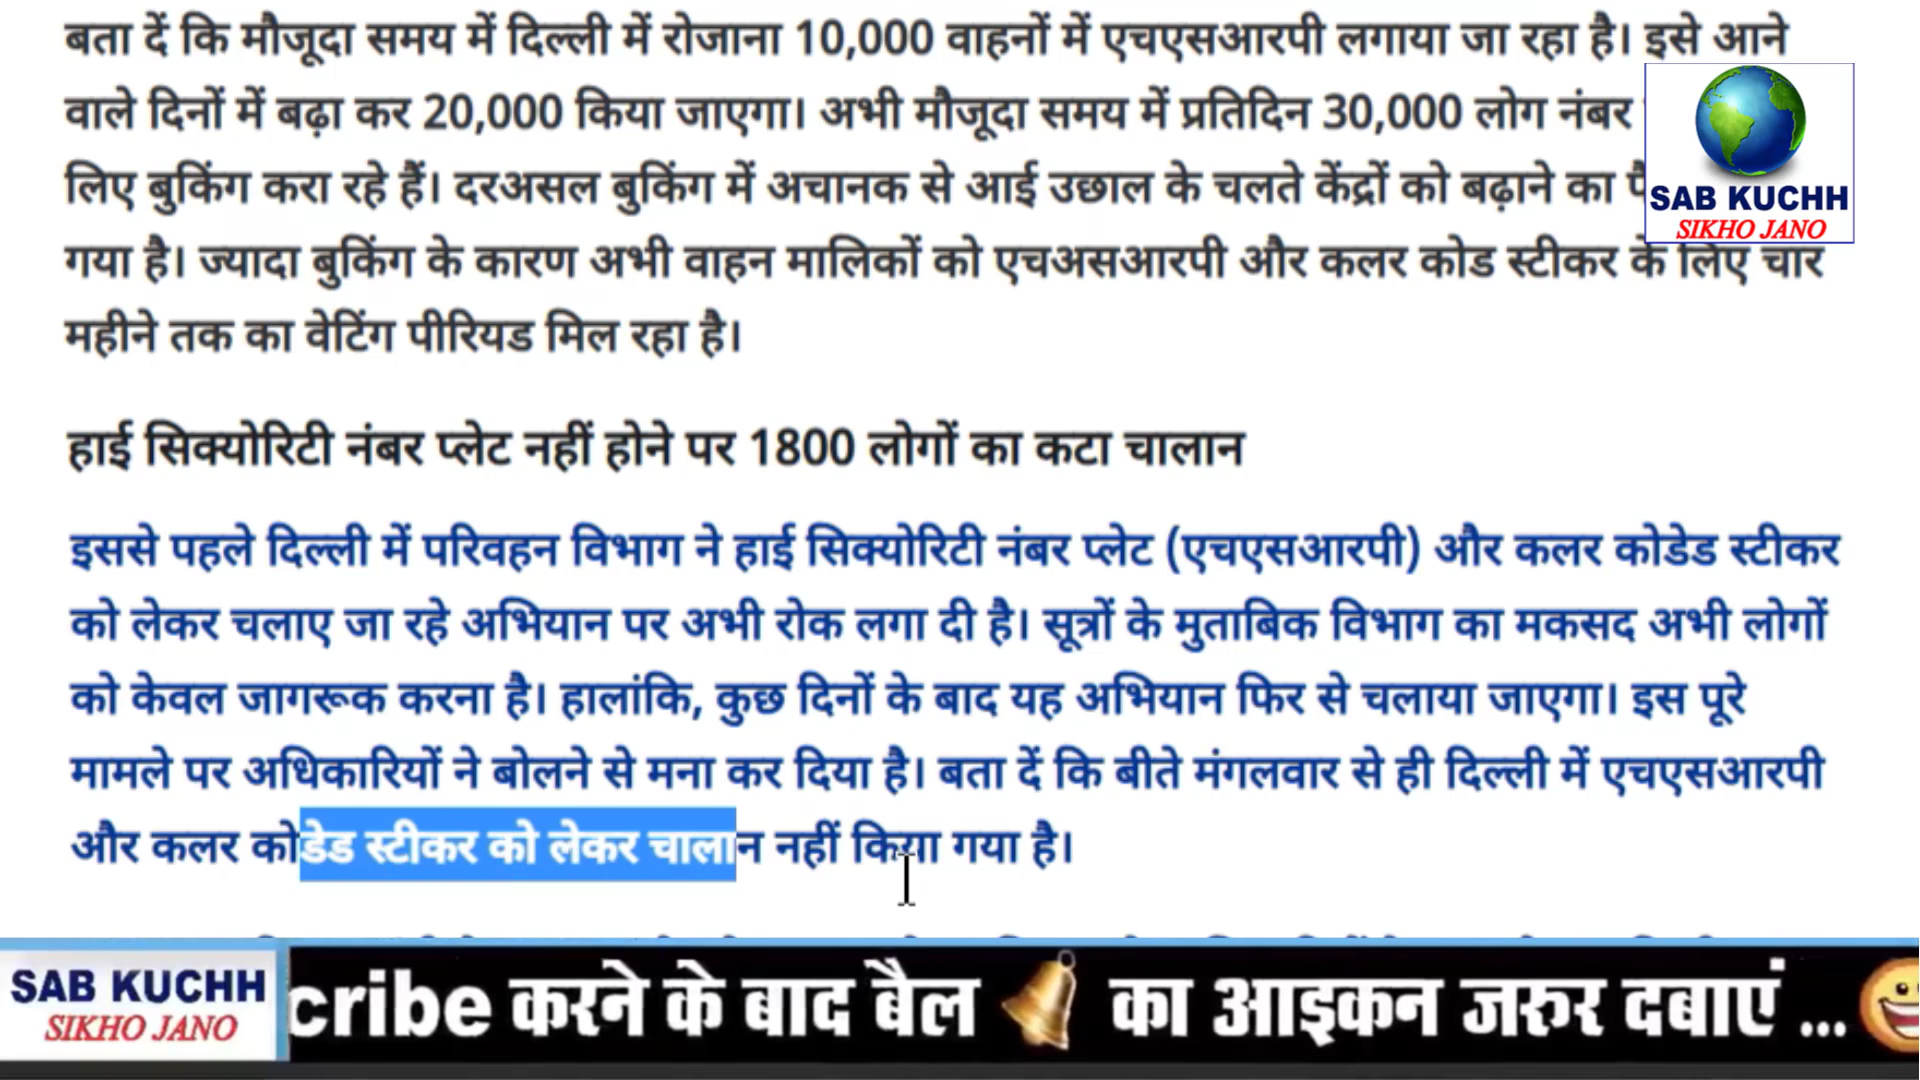 बता दें कि मौजूदा समय में दिल्ली में रोजाना 10,000 वाहनों में एचएसआरपी लगाया जा रहा है। इसे आने
वाले दिनों में बढ़ा कर 20,000 किया जाएगा। अभी मौजूदा समय में प्रतिदिन 30,000 लोग नंबर
लिए बुकिंग करा रहे हैं। दरअसल बुकिंग में अचानक से आई उछाल के चलते केंद्रों को बढ़ाने का
गया है। ज्यादा बुकिंग के कारण अभी वाहन मालिकों को एचअसआरपी और कलर कोड स्टीकर के लिए चार
महीने तक का वेटिंग पीरियड मिल रहा है।
SAB KUCHH
SIKHO JANO
हाई सिक्योरिटी नंबर प्लेट नहीं होने पर 1800 लोगों का कटा चालान
इससे पहले दिल्ली में परिवहन विभाग ने हाई सिक्योरिटी नंबर प्लेट (एचएसआरपी) और कलर कोडेड स्टीकर
को लेकर चलाए जा रहे अभियान पर अभी रोक लगा दी है। सूत्रों के मुताबिक विभाग का मकसद अभी लोगों
को केवल जागरूक करना है। हालांकि, कुछ दिनों के बाद यह अभियान फिर से चलाया जाएगा। इस पूरे
मामले पर अधिकारियों ने बोलने से मना कर दिया है। बता दें कि बीते मंगलवार से ही दिल्ली में एचएसआरपी
और कलर कोडेड स्टीकर को लेकर चालान नहीं किया गया है।
SAB KUCHH
SIKHO JANO
cribe करने के बाद बैल का आइकन जरुर दबाएं ...